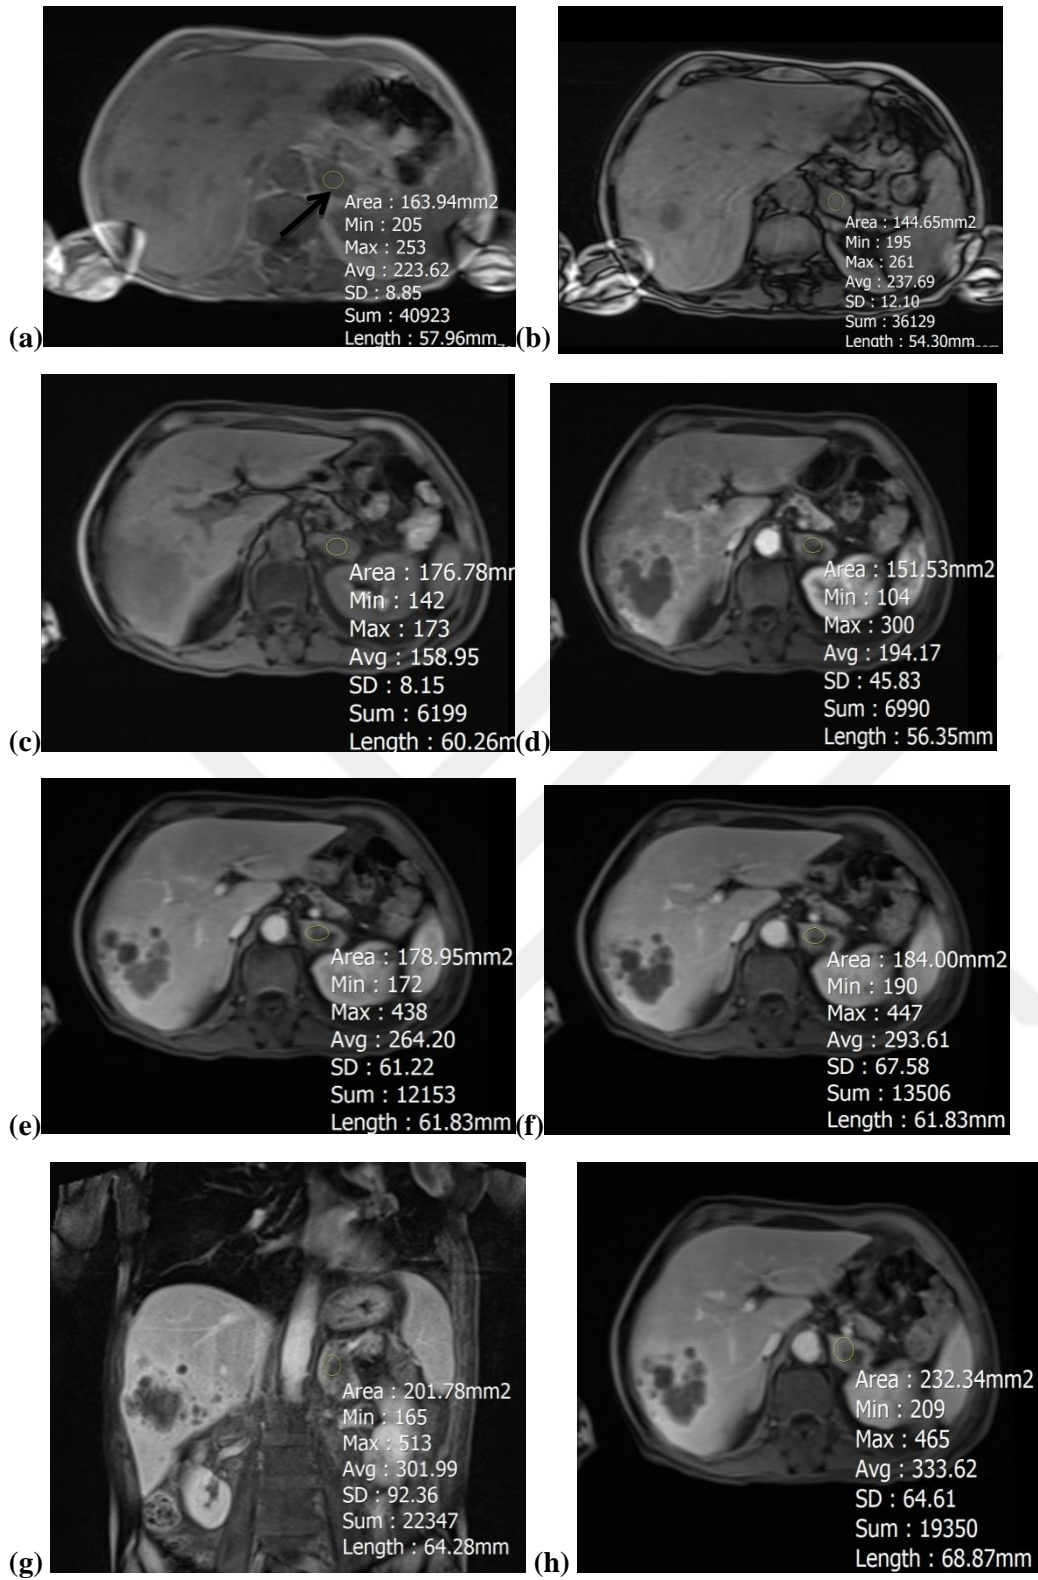 (a)
Area : 163.94mm2
Min : 205
Max : 253
Avg : 223.62
SD : 8.85
Sum : 40923
Length : 57.96mm
(b)
Area : 144.65mm2
Min : 195
Max : 261
Avg : 237.69
SD : 12.10
Sum : 36129
Length : 54.30mm
(c)
Area : 176.78mm
Min : 142
Max : 173
Avg : 158.95
SD : 8.15
Sum : 6199
Length : 60.26m
(d)
Area : 151.53mm2
Min : 104
Max : 300
Avg : 194.17
SD : 45.83
Sum : 6990
Length : 56.35mm
(e)
Area : 178.95mm2
Min : 172
Max : 438
Avg : 264.20
SD : 61.22
Sum : 12153
Length : 61.83mm
(f)
Area : 184.00mm2
Min : 190
Max : 447
Avg : 293.61
SD : 67.58
Sum : 13506
Length : 61.83mm
(g)
Area : 201.78mm2
Min : 165
Max : 513
Avg : 301.99
SD : 92.36
Sum : 22347
Length : 64.28mm
(h)
Area : 232.34mm2
Min : 209
Max : 465
Avg : 333.62
SD : 64.61
Sum : 19350
Length : 68.87mm